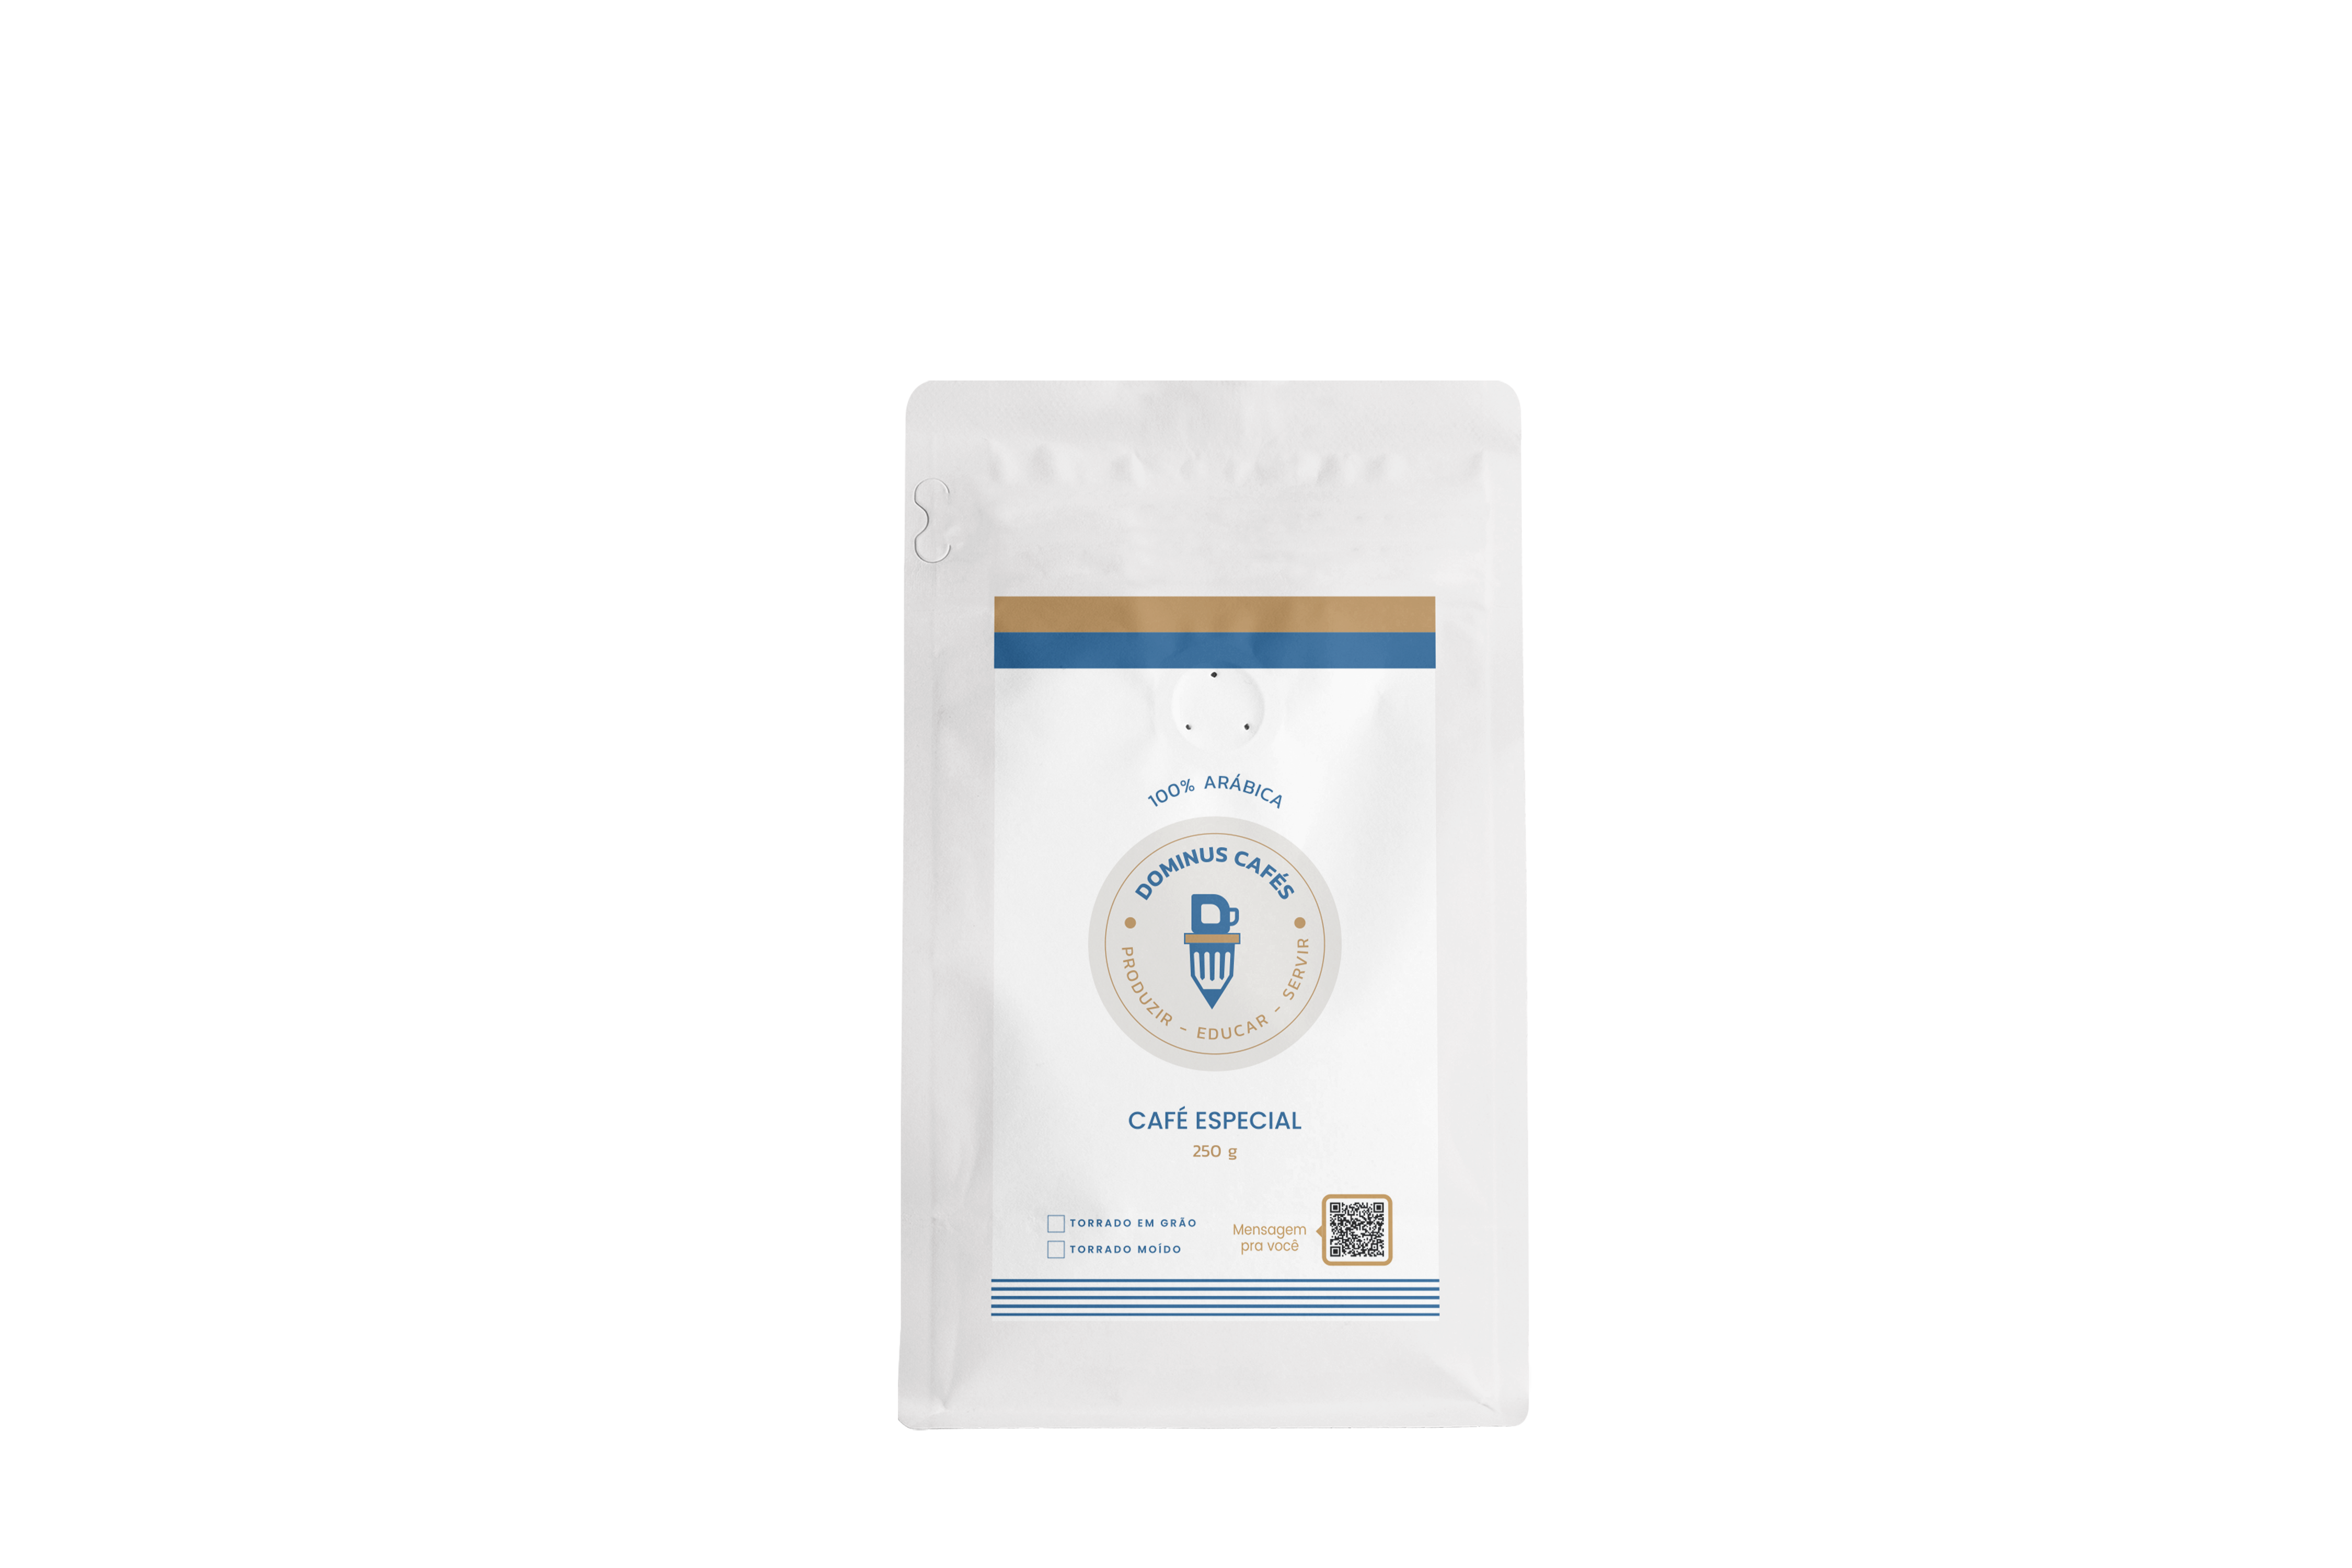 100% ARÁBICA
DOMINUS CAFÉS
PRODUZIR - EDUCAR - SERVIR
CAFÉ ESPECIAL
250 g
TORRADO EM GRÃO
TORRADO MOÍDO
Mensagem
pra você